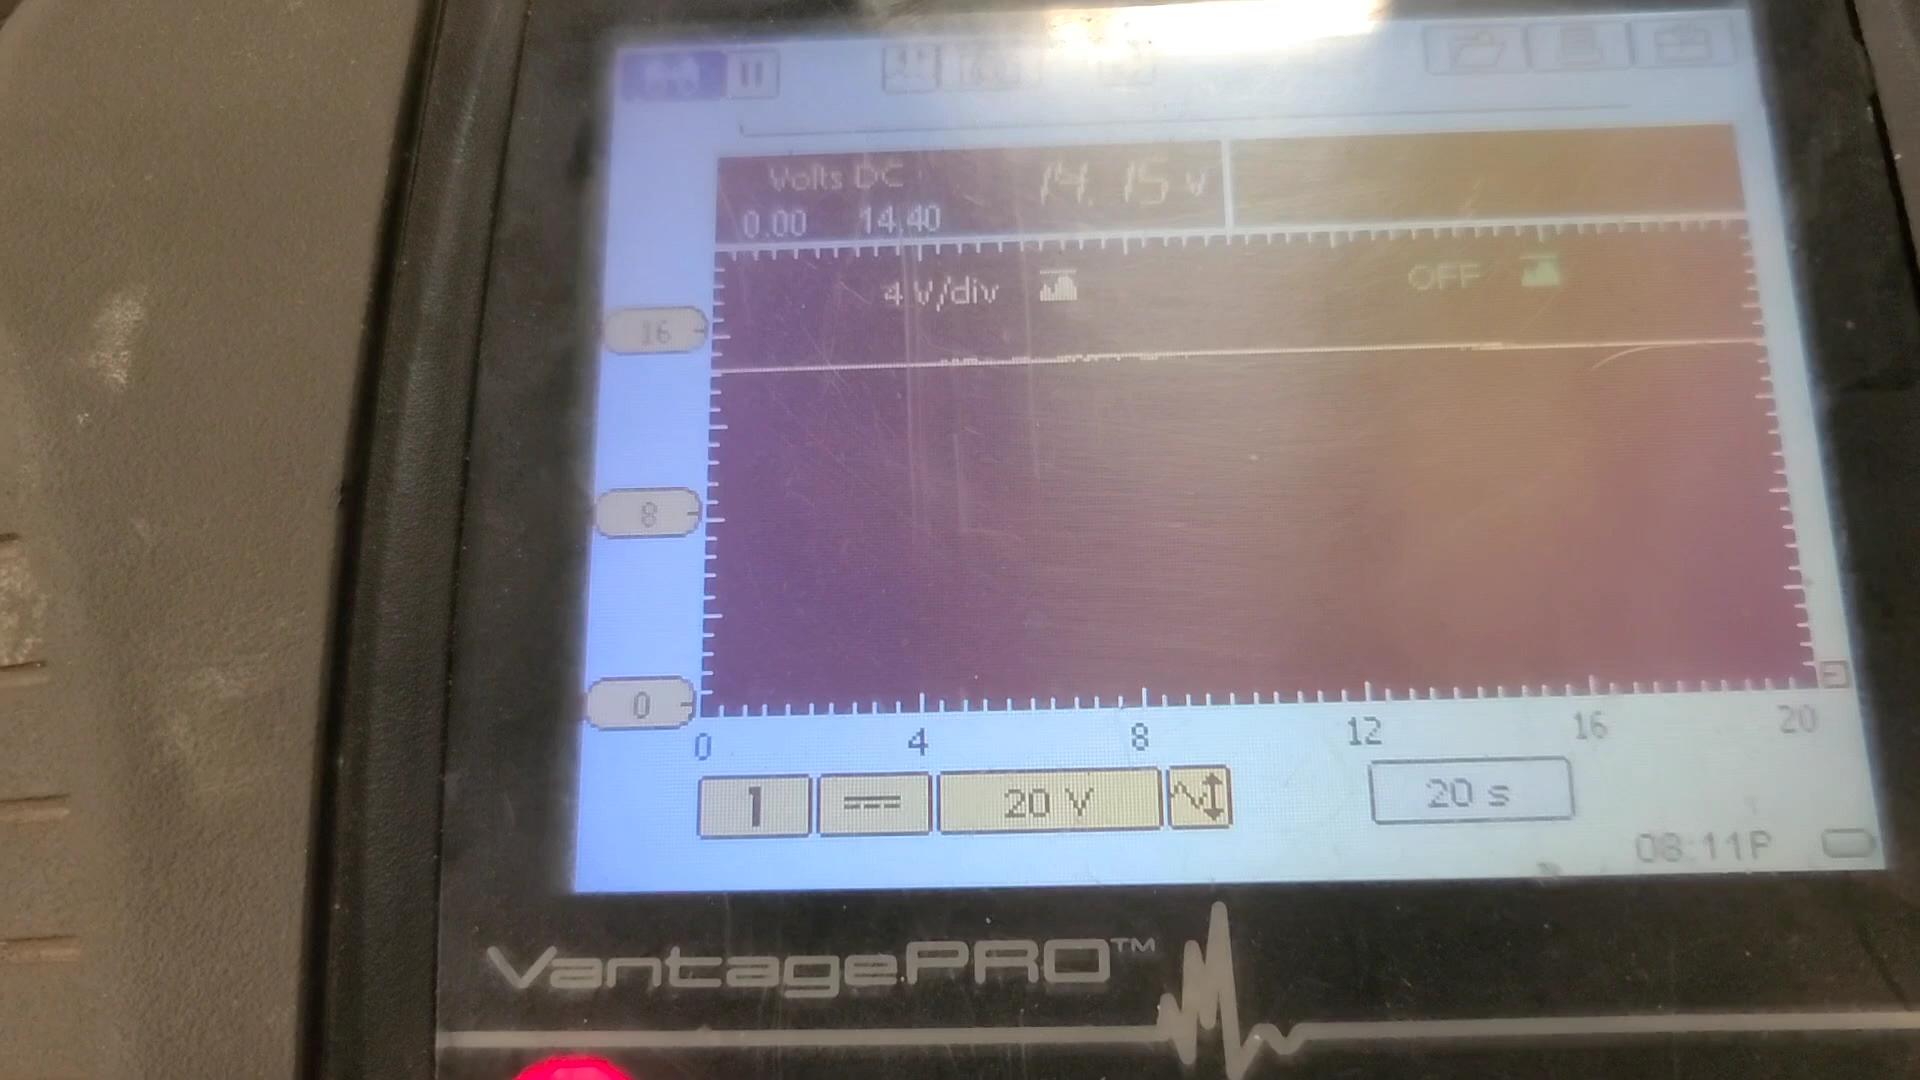 Volts DC 14.15 V
0.00 14.40
4 V/div OFF
16
8
0
0 4 8 12 16 20
1 20 V 20 s
08:11P
VantagePRO™